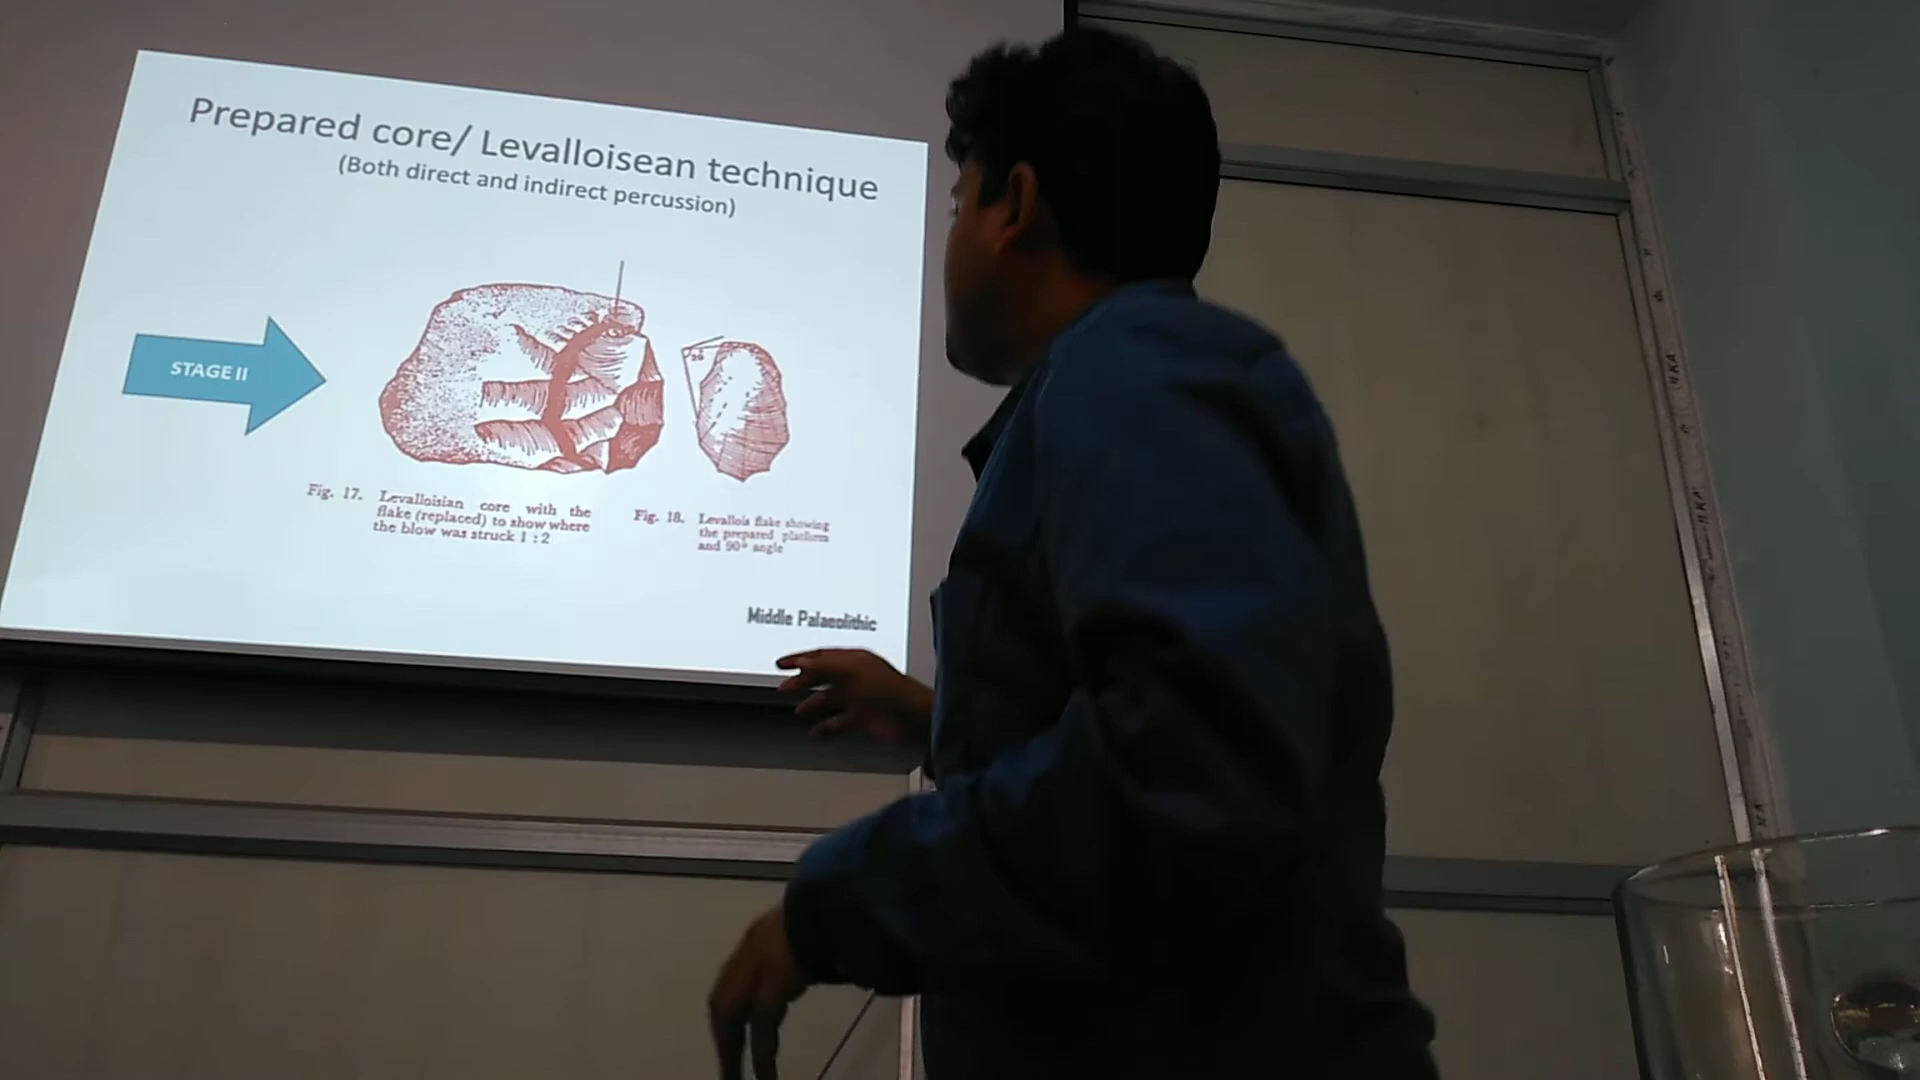 Prepared core/ Levalloisean technique
(Both direct and indirect percussion)
STAGE II
Fig. 17. Levalloisian core with the
flake (replaced) to show where
the blow was struck 1 : 2
Fig. 18. Levallois flake showing
the prepared platform
and 90° angle
Middle Palaeolithic